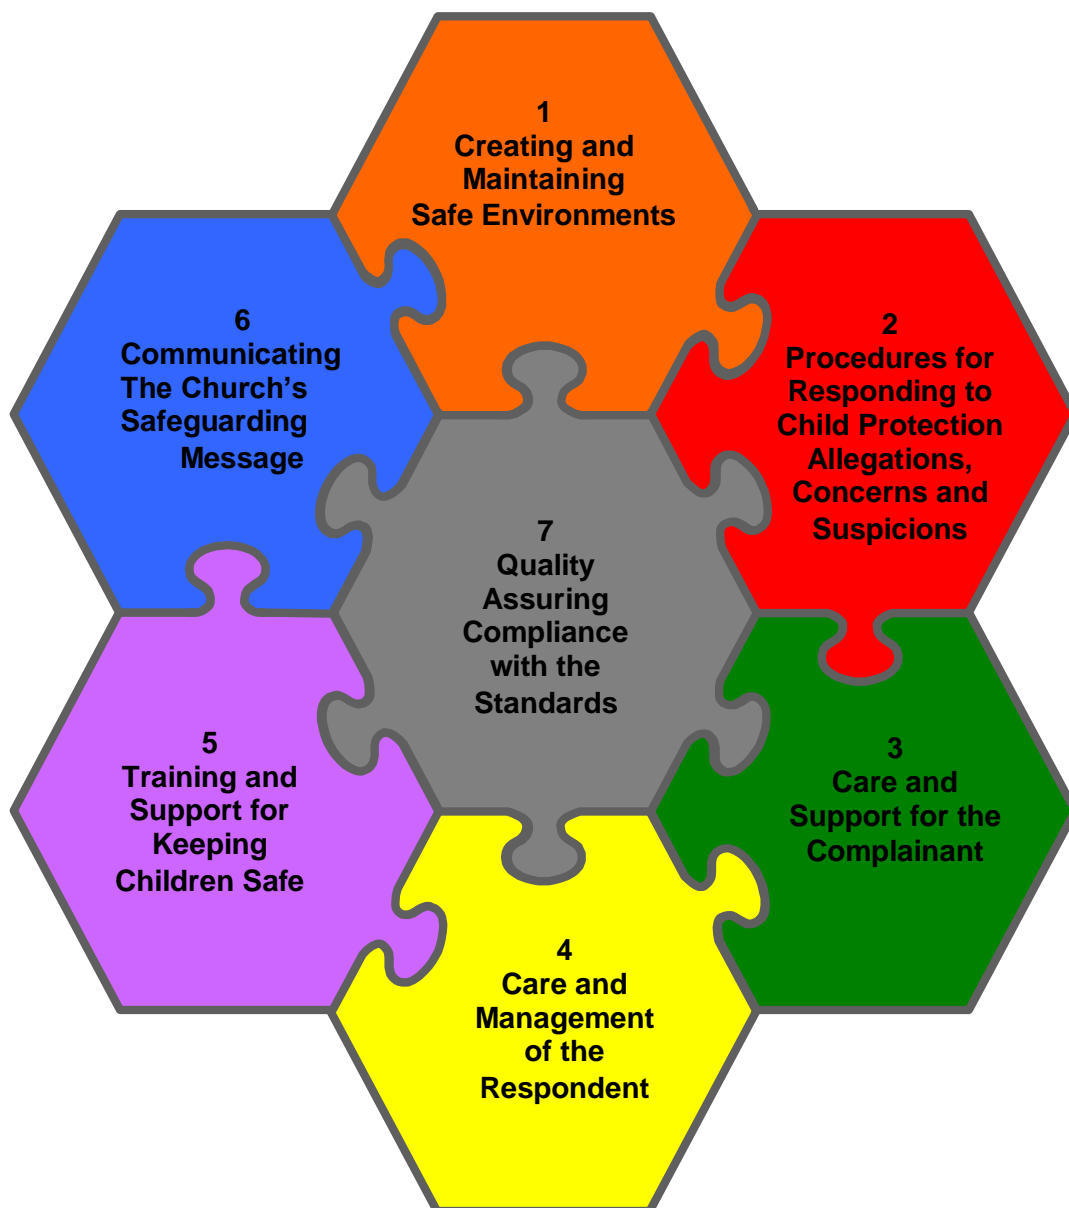 1
Creating and
Maintaining
Safe Environments
2
Procedures for
Responding to
Child Protection
Allegations,
Concerns and
Suspicions
3
Care and
Support for the
Complainant
4
Care and
Management
of the
Respondent
5
Training and
Support for
Keeping
Children Safe
6
Communicating
The Church’s
Safeguarding
Message
7
Quality
Assuring
Compliance
with the
Standards